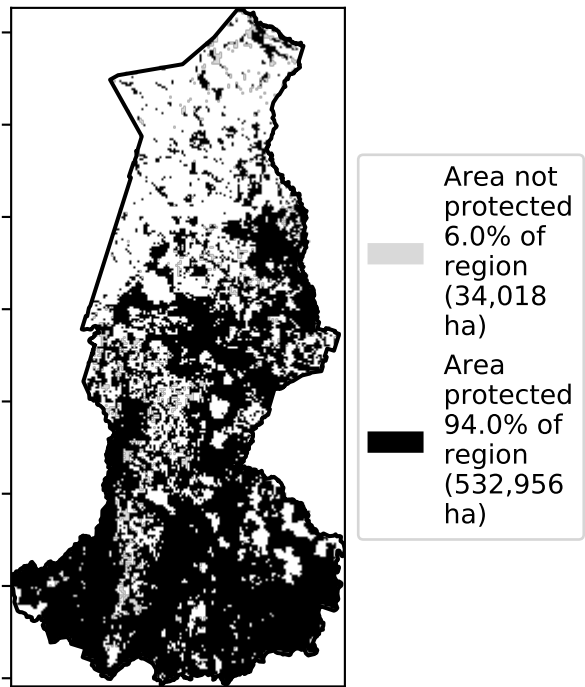 Area not
protected
6.0% of
region
(34,018
ha)
Area
protected
94.0% of
region
(532,956
ha)